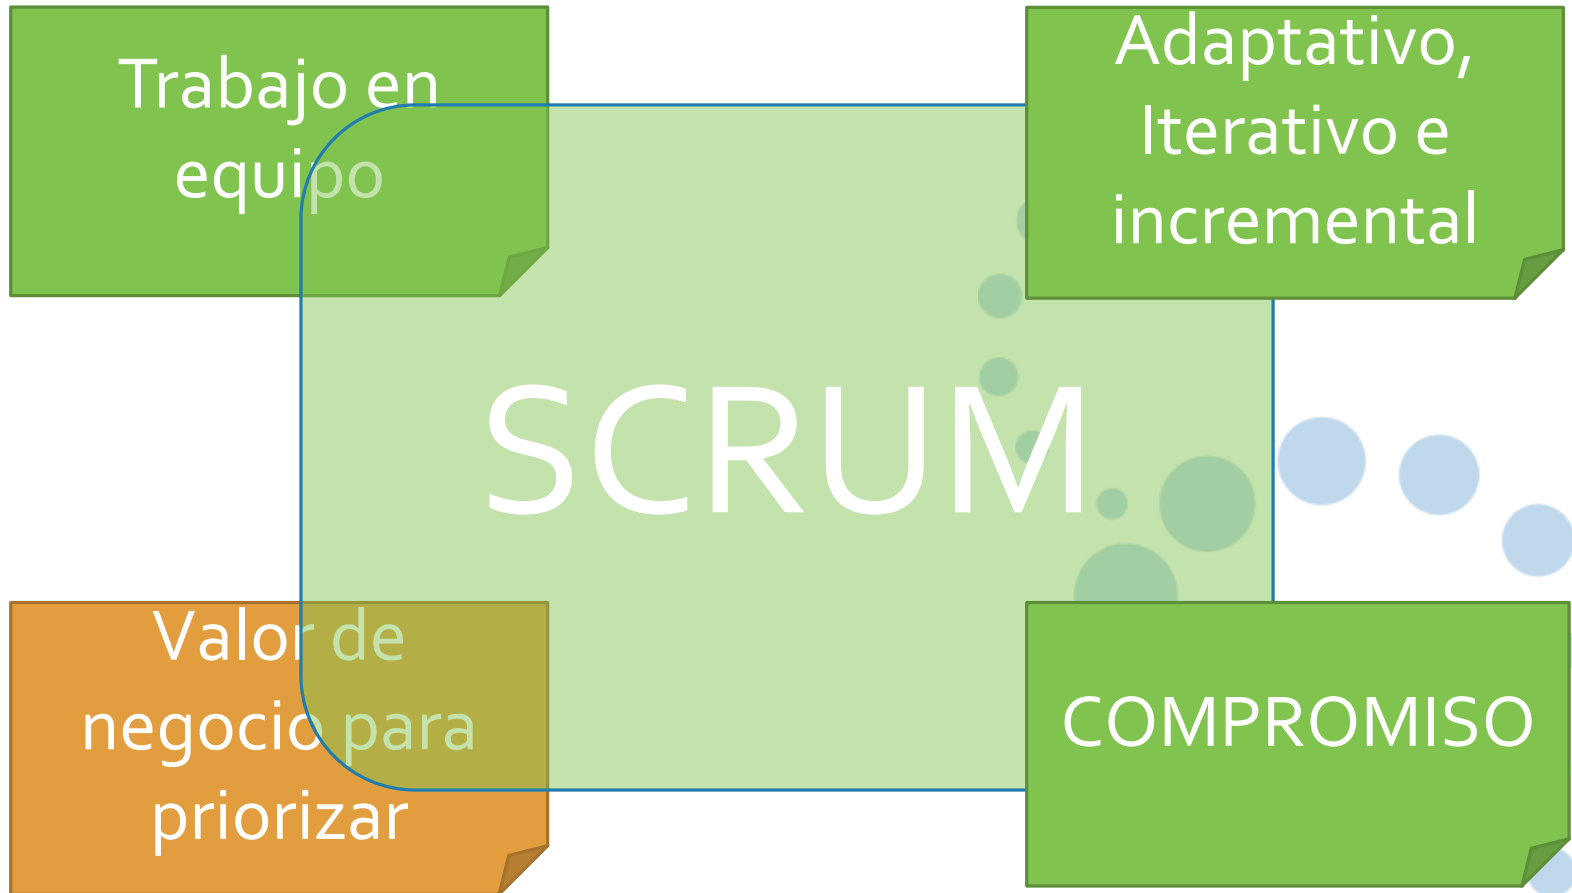 Trabajo en
equipo
Adaptativo,
Iterativo e
incremental
SCRUM
Valor de
negocio para
priorizar
COMPROMISO